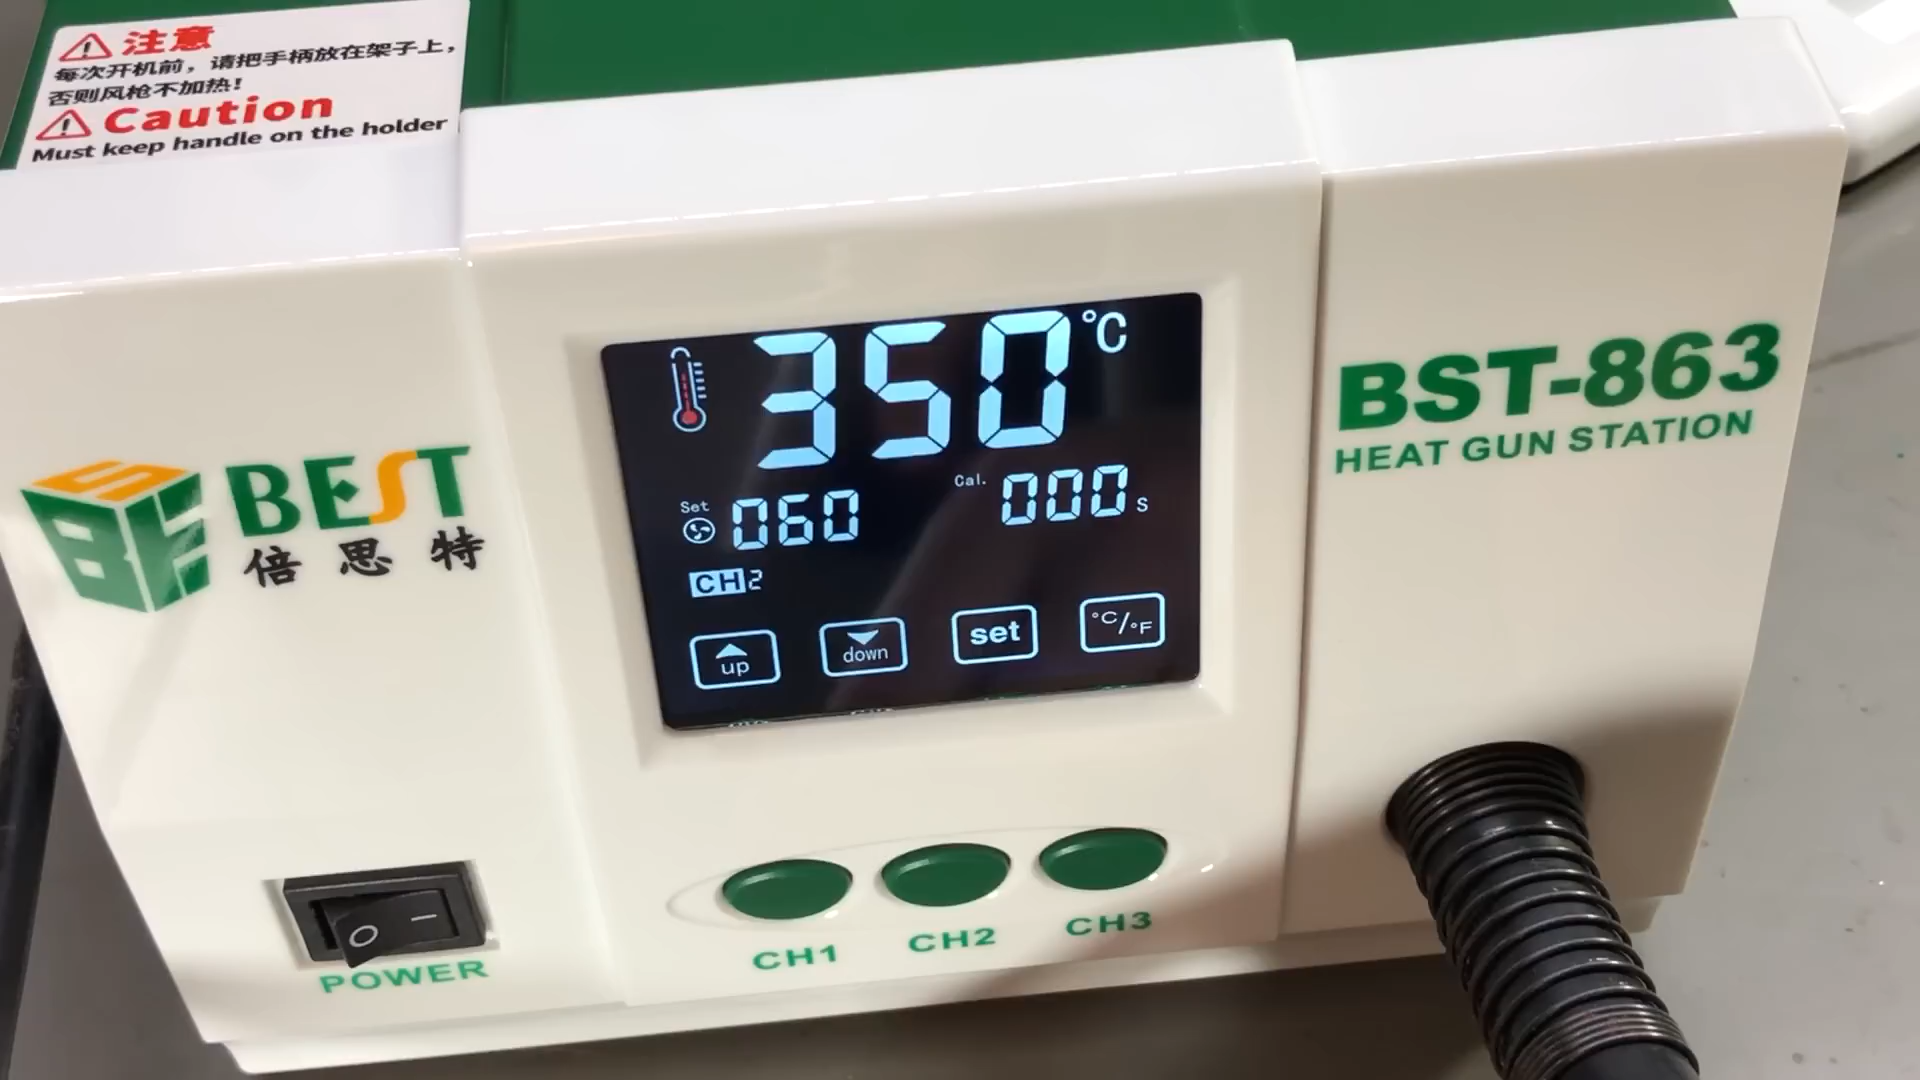 注意
每次开机前，请把手柄放在架子上，
否则风枪不加热！
Caution
Must keep handle on the holder
BEST
倍思特
350 °C
Set 060
Cal. 000 s
CH2
up
down
set
°C/°F
BST-863
HEAT GUN STATION
POWER
CH1
CH2
CH3